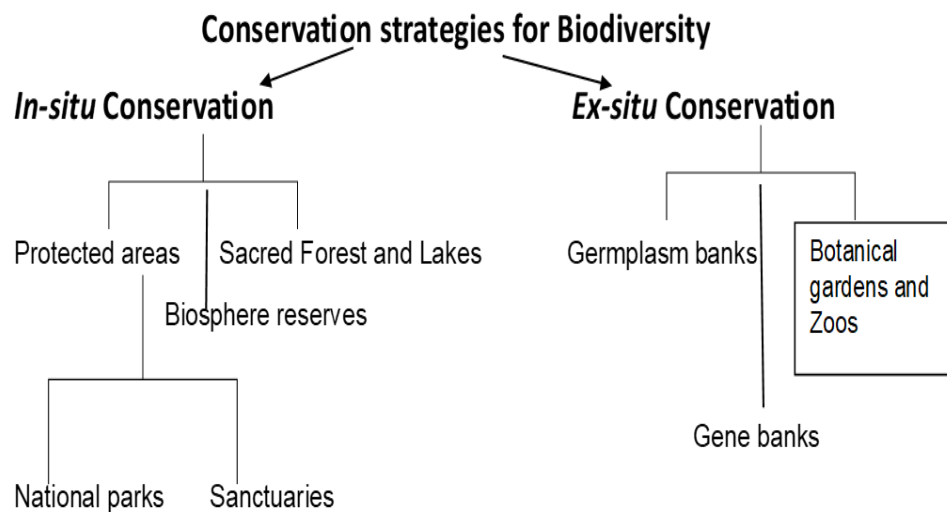 Conservation strategies for Biodiversity
In-situ Conservation
Ex-situ Conservation
Protected areas
Sacred Forest and Lakes
Biosphere reserves
Germplasm banks
Botanical
gardens and
Zoos
Gene banks
National parks
Sanctuaries